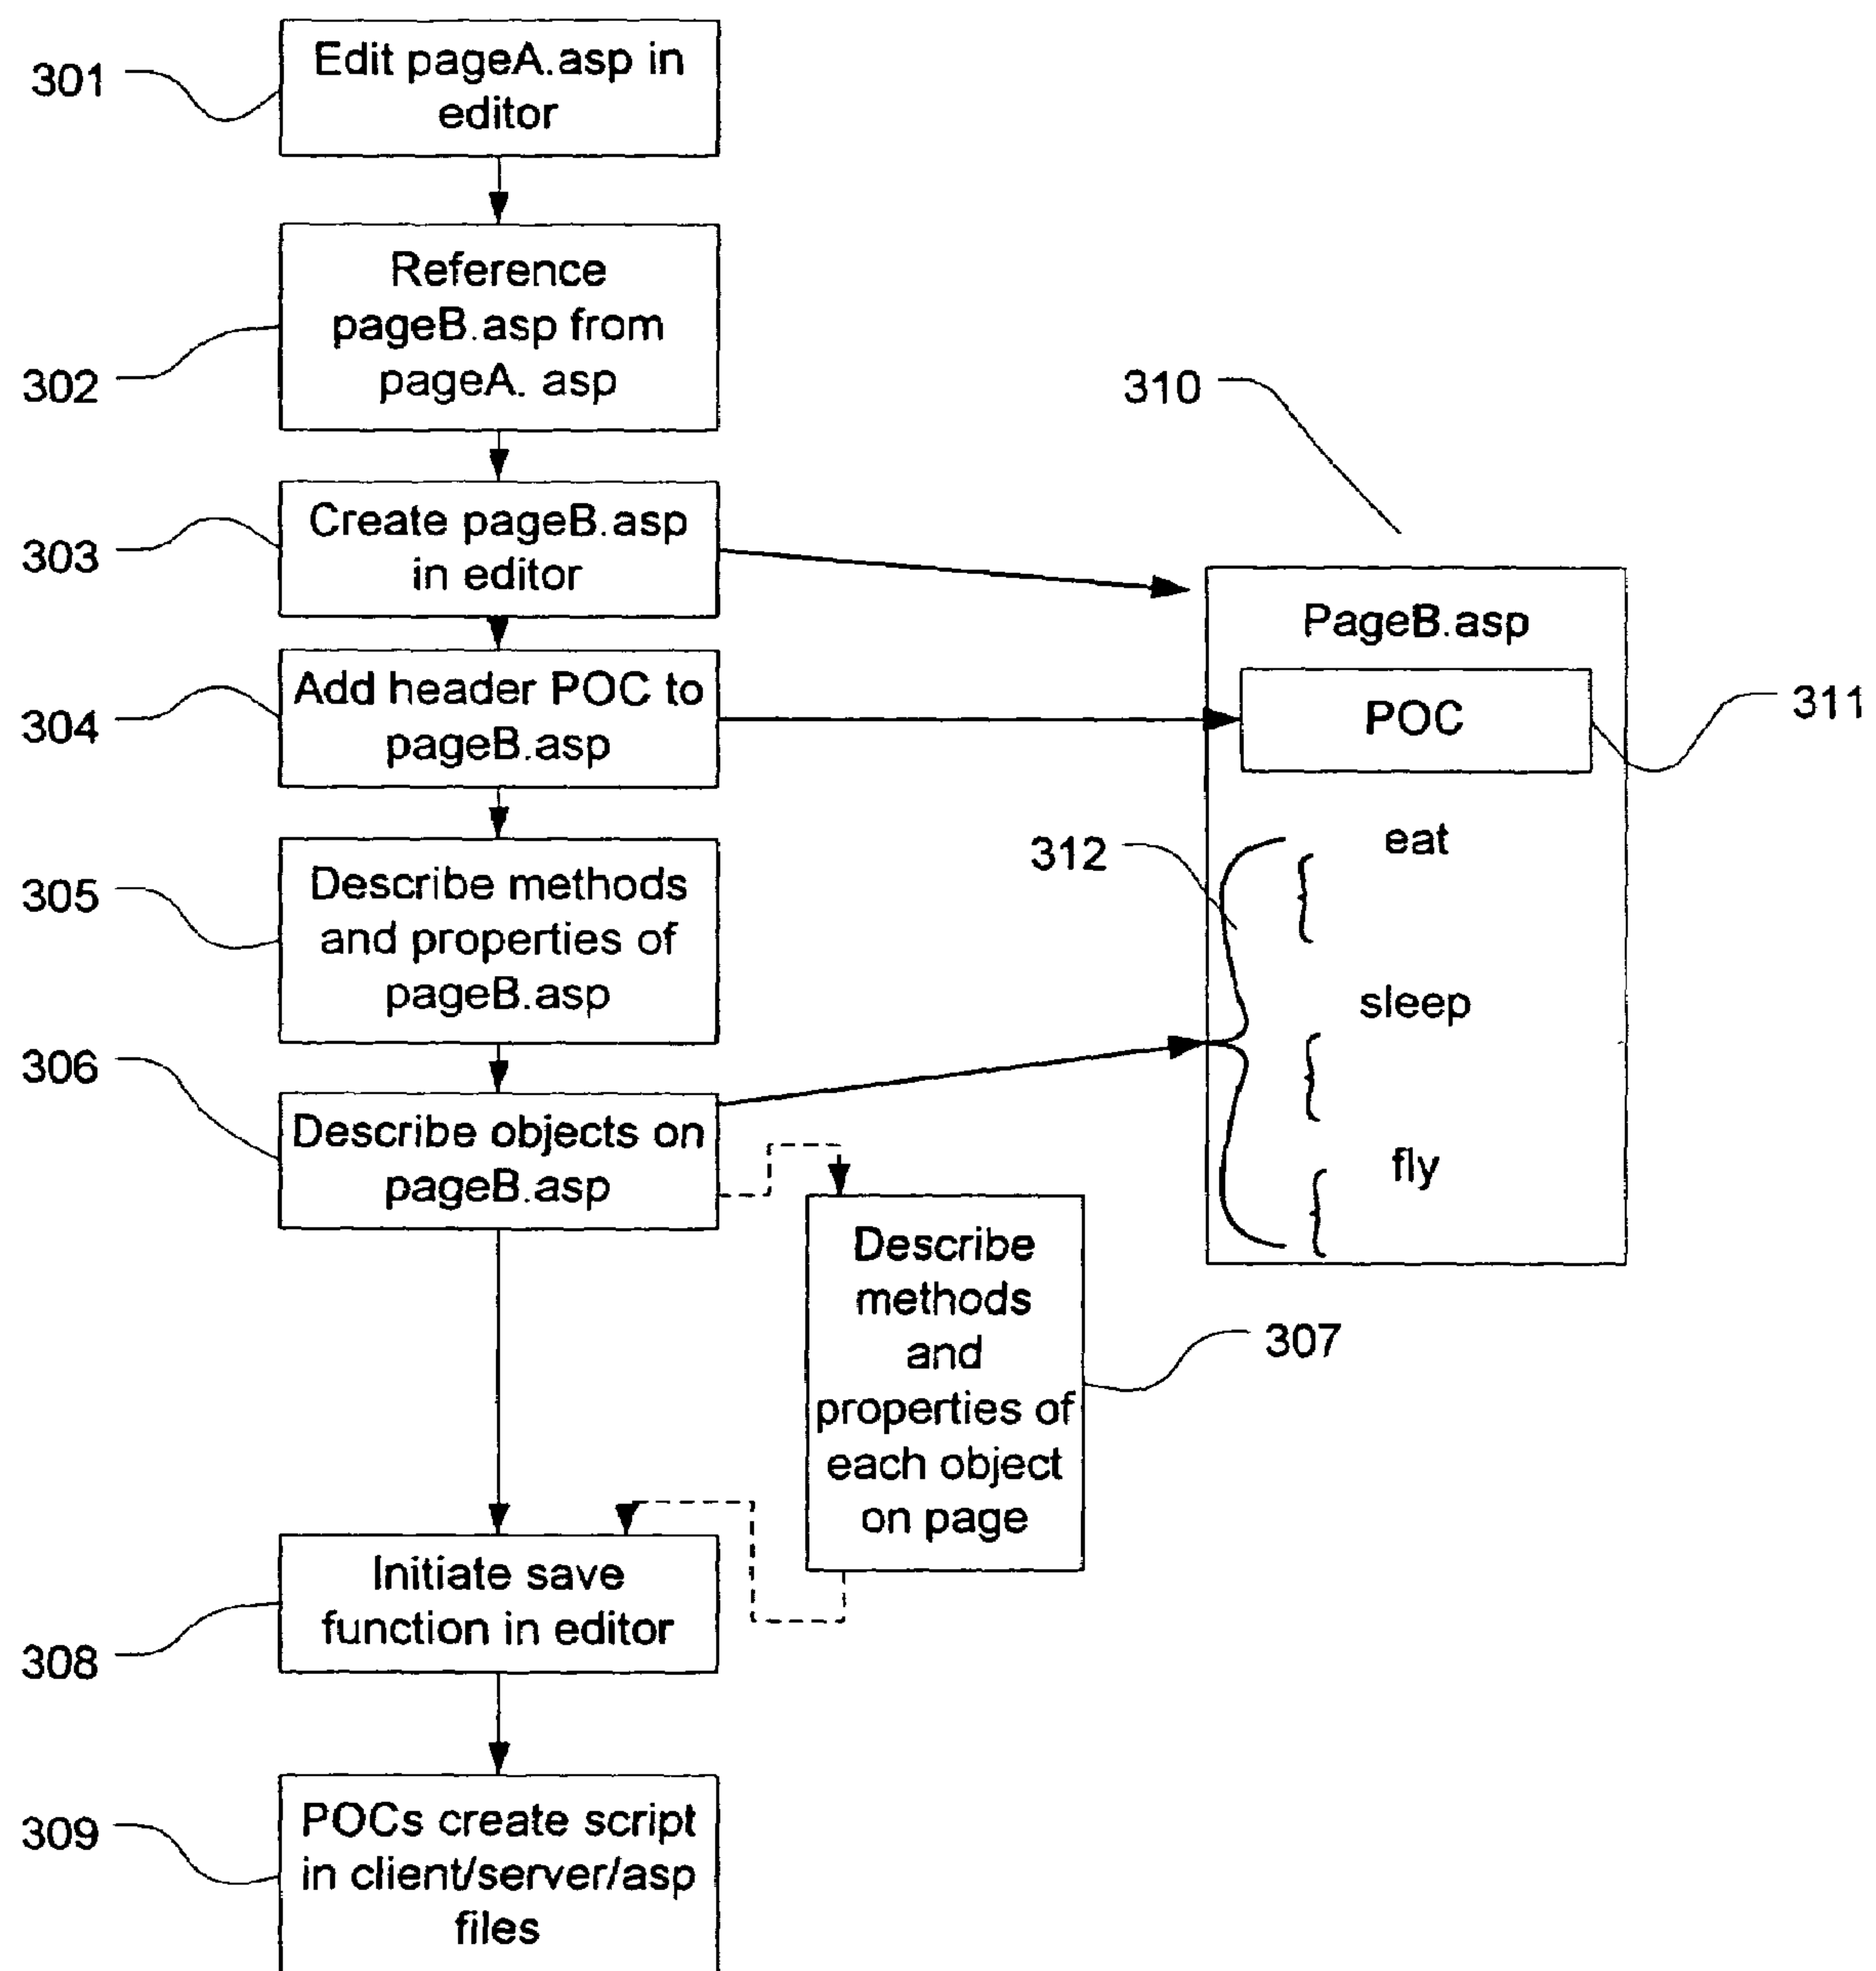 301
Edit pageA.asp in
editor
302
Reference
pageB.asp from
pageA. asp
303
Create pageB.asp
in editor
304
Add header POC to
pageB.asp
305
Describe methods
and properties of
pageB.asp
306
Describe objects on
pageB.asp
307
Describe
methods
and
properties of
each object
on page
308
Initiate save
function in editor
309
POCs create script
in client/server/asp
files
310
PageB.asp
POC
311
312
eat
{
sleep
{
fly
{